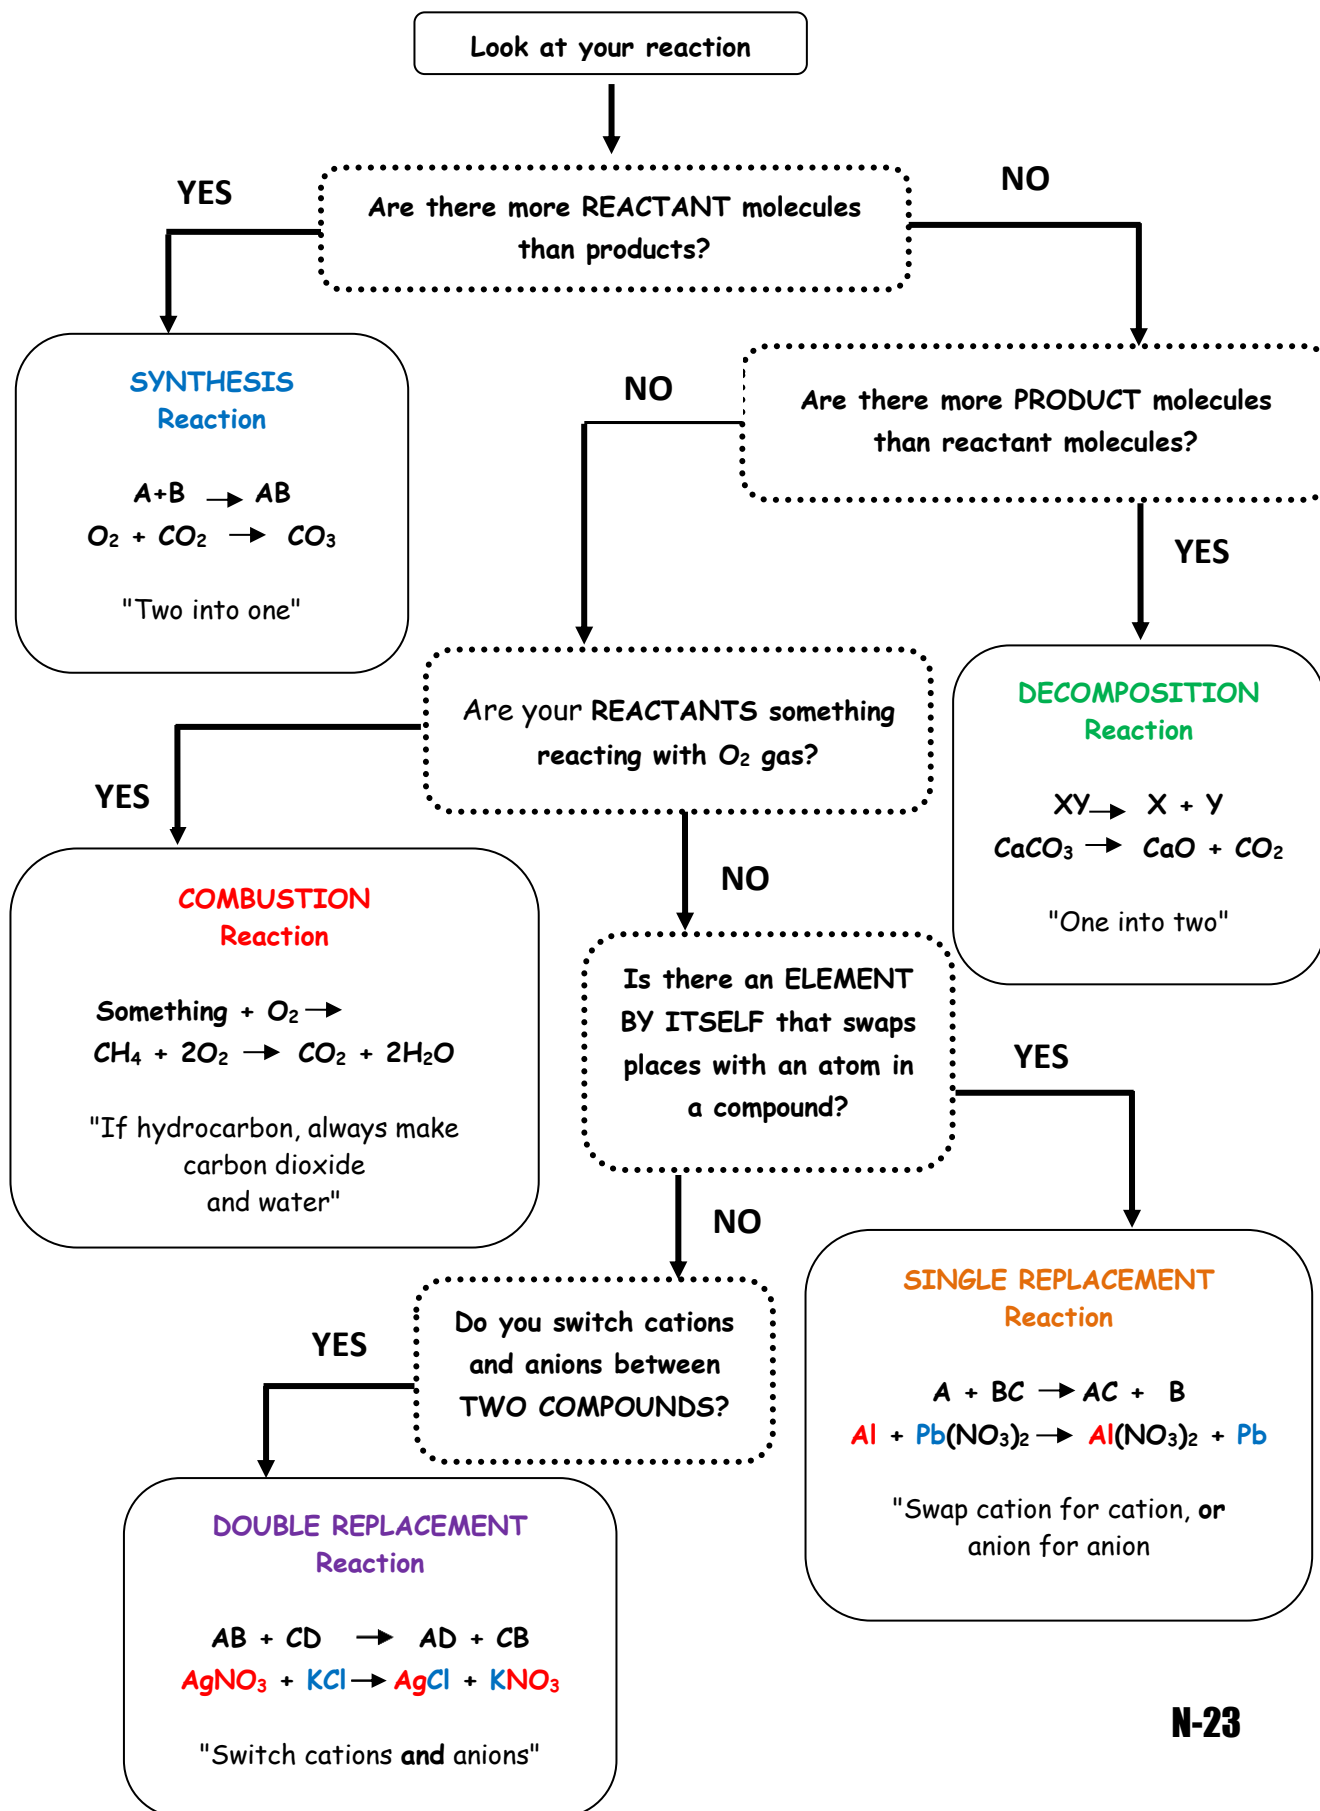 Look at your reaction
YES
NO
Are there more REACTANT molecules
than products?
SYNTHESIS
Reaction
A+B → AB
O₂ + CO₂ → CO₃
"Two into one"
NO
Are there more PRODUCT molecules
than reactant molecules?
YES
Are your REACTANTS something
reacting with O₂ gas?
DECOMPOSITION
Reaction
XY → X + Y
CaCO₃ → CaO + CO₂
"One into two"
YES
NO
COMBUSTION
Reaction
Something + O₂ →
CH₄ + 2O₂ → CO₂ + 2H₂O
"If hydrocarbon, always make
carbon dioxide
and water"
Is there an ELEMENT
BY ITSELF that swaps
places with an atom in
a compound?
YES
NO
SINGLE REPLACEMENT
Reaction
A + BC → AC + B
Al + Pb(NO₃)₂ → Al(NO₃)₂ + Pb
"Swap cation for cation, or
anion for anion
Do you switch cations
and anions between
TWO COMPOUNDS?
YES
DOUBLE REPLACEMENT
Reaction
AB + CD → AD + CB
AgNO₃ + KCl → AgCl + KNO₃
"Switch cations and anions"
N-23